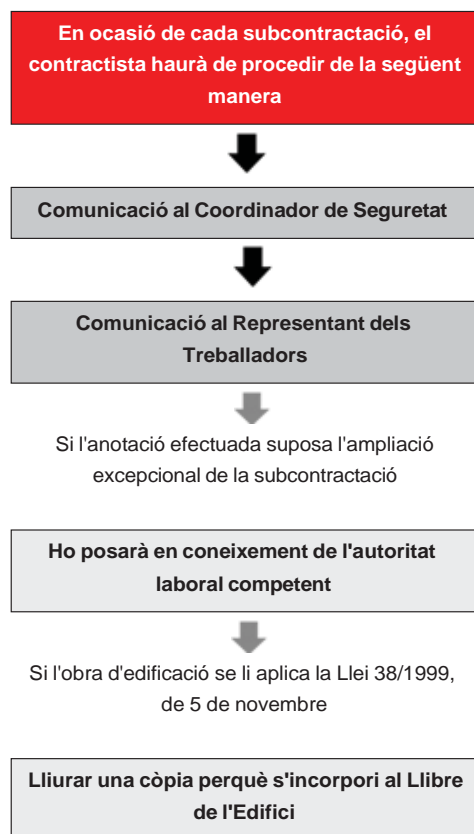 En ocasió de cada subcontractació, el
contractista haurà de procedir de la següent
manera
Comunicació al Coordinador de Seguretat
Comunicació al Representant dels
Treballadors
Si l'anotació efectuada suposa l'ampliació
excepcional de la subcontractació
Ho posarà en coneixement de l'autoritat
laboral competent
Si l'obra d'edificació se li aplica la Llei 38/1999,
de 5 de novembre
Lliurar una còpia perquè s'incorpori al Llibre
de l'Edifici